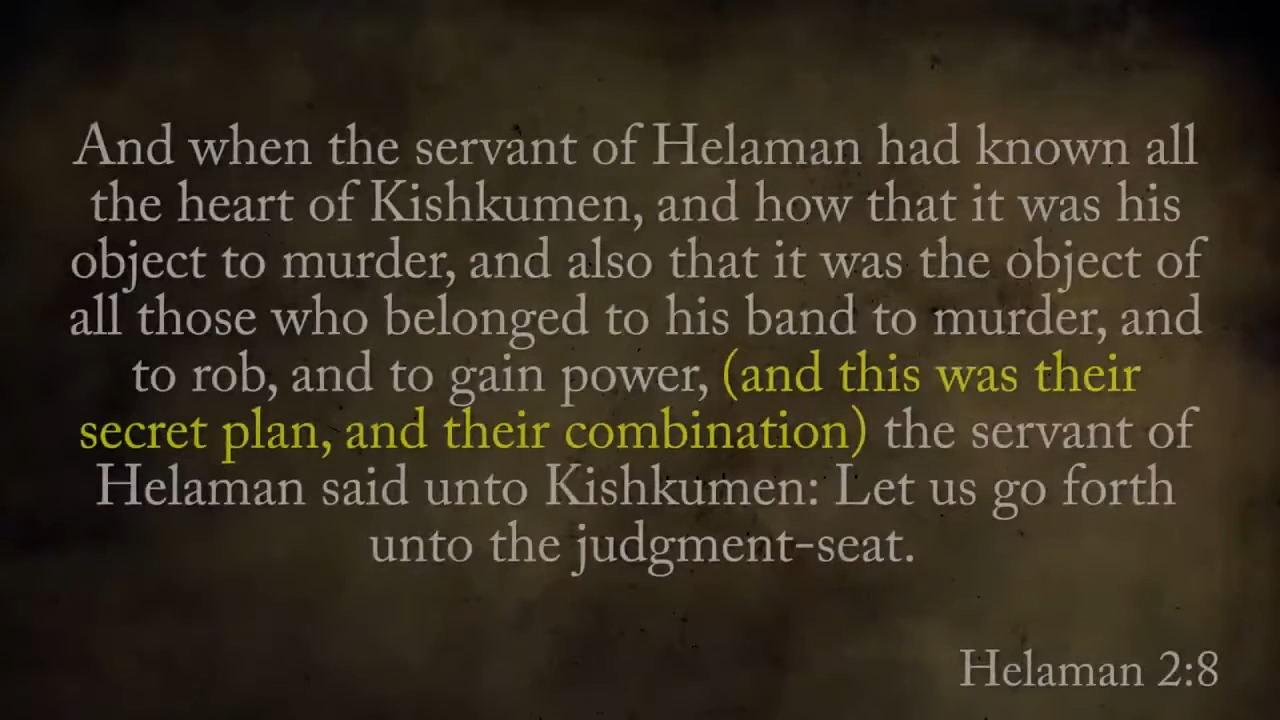 And when the servant of Helaman had known all
the heart of Kishkumen, and how that it was his
object to murder, and also that it was the object of
all those who belonged to his band to murder, and
to rob, and to gain power, (and this was their
secret plan, and their combination) the servant of
Helaman said unto Kishkumen: Let us go forth
unto the judgment-seat.
Helaman 2:8